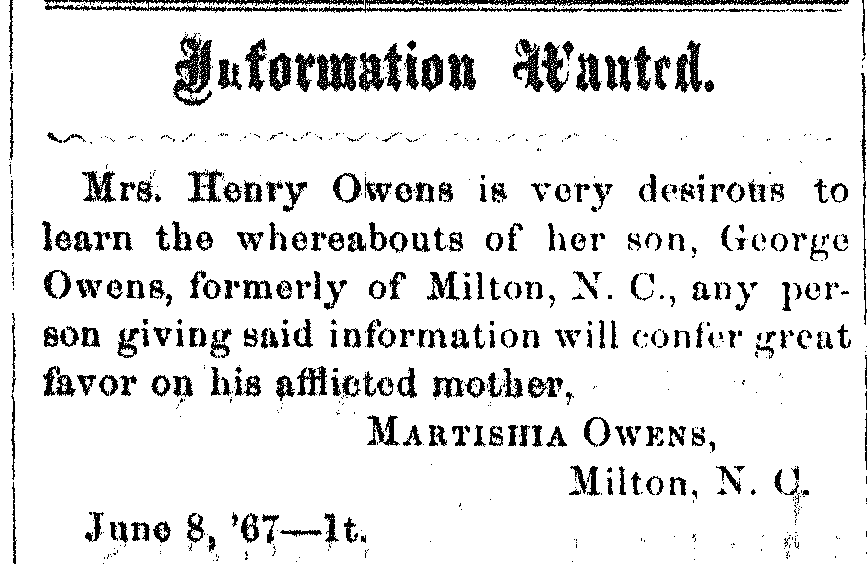 Information Wanted.
Mrs. Henry Owens is very desirous to
learn the whereabouts of her son, George
Owens, formerly of Milton, N. C., any per-
son giving said information will confer great
favor on his afflicted mother,
MARTISHIA OWENS,
Milton, N. C.
June 8, '67—1t.